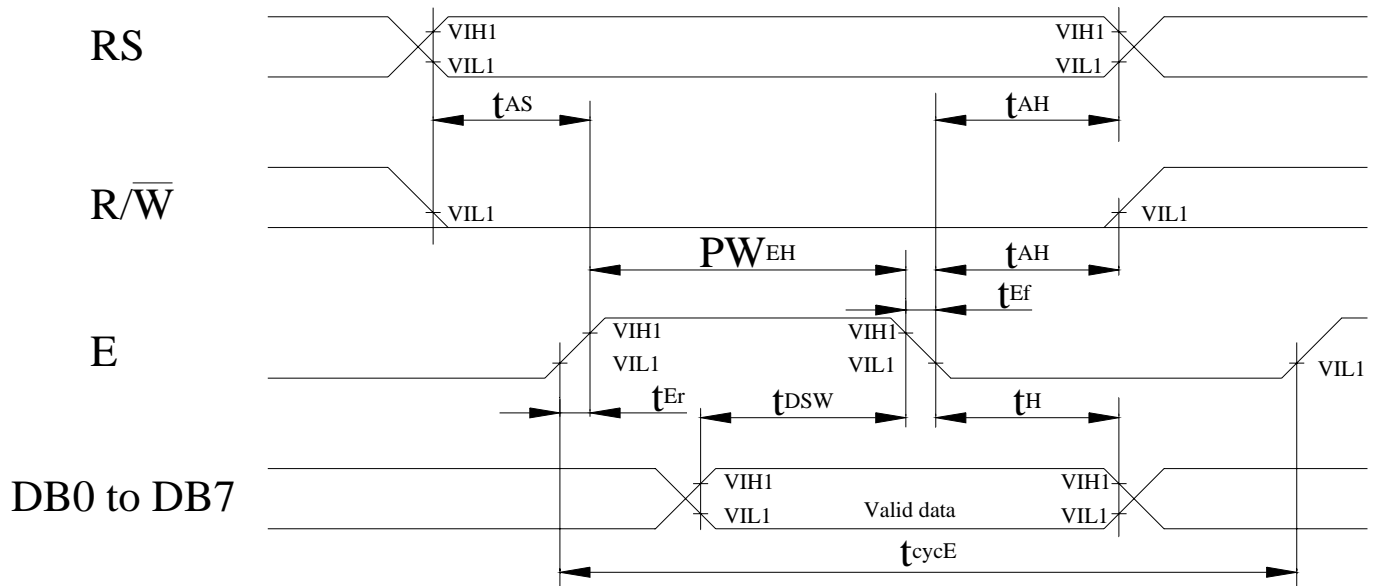 RS
VIH1
VIH1
VIL1
VIL1
tAS
tAH
R/W̅
VIL1
VIL1
PWEH
tAH
tEf
E
VIH1
VIH1
VIL1
VIL1
VIL1
tEr
tDSW
tH
DB0 to DB7
VIH1
VIH1
VIL1
Valid data
VIL1
tcycE